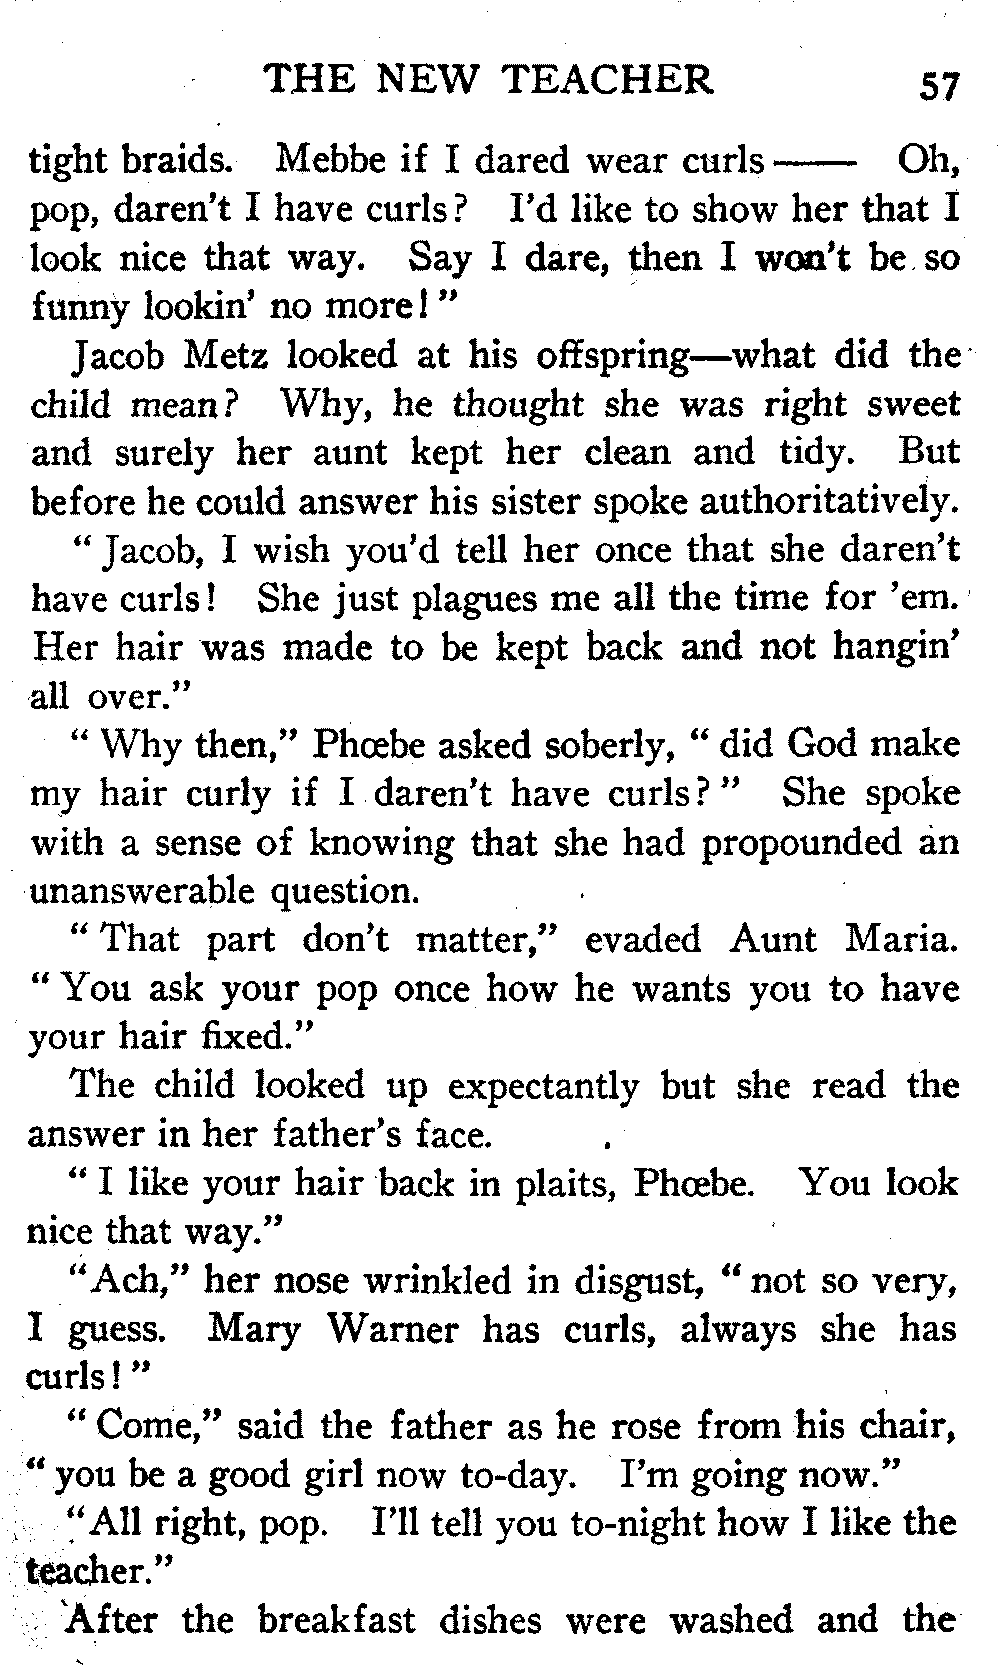 THE NEW TEACHER 57
tight braids. Mebbe if I dared wear curls—— Oh,
pop, daren't I have curls? I'd like to show her that I
look nice that way. Say I dare, then I won't be so
funny lookin' no more!"
Jacob Metz looked at his offspring—what did the
child mean? Why, he thought she was right sweet
and surely her aunt kept her clean and tidy. But
before he could answer his sister spoke authoritatively.
"Jacob, I wish you'd tell her once that she daren't
have curls! She just plagues me all the time for 'em.
Her hair was made to be kept back and not hangin'
all over."
"Why then," Phœbe asked soberly, "did God make
my hair curly if I daren't have curls?" She spoke
with a sense of knowing that she had propounded an
unanswerable question.
"That part don't matter," evaded Aunt Maria.
"You ask your pop once how he wants you to have
your hair fixed."
The child looked up expectantly but she read the
answer in her father's face.
"I like your hair back in plaits, Phœbe. You look
nice that way."
"Ach," her nose wrinkled in disgust, "not so very,
I guess. Mary Warner has curls, always she has
curls!"
"Come," said the father as he rose from his chair,
"you be a good girl now to-day. I'm going now."
"All right, pop. I'll tell you to-night how I like the
teacher."
After the breakfast dishes were washed and the